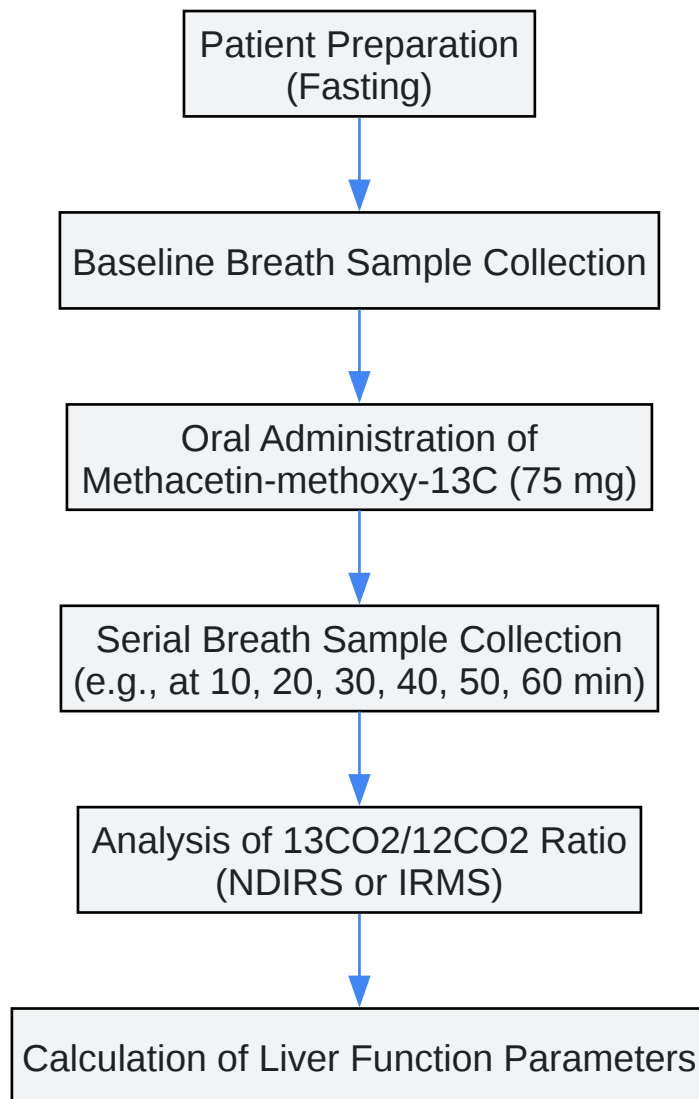 Patient Preparation
(Fasting)
Baseline Breath Sample Collection
Oral Administration of
Methacetin-methoxy-13C (75 mg)
Serial Breath Sample Collection
(e.g., at 10, 20, 30, 40, 50, 60 min)
Analysis of 13CO2/12CO2 Ratio
(NDIRS or IRMS)
Calculation of Liver Function Parameters